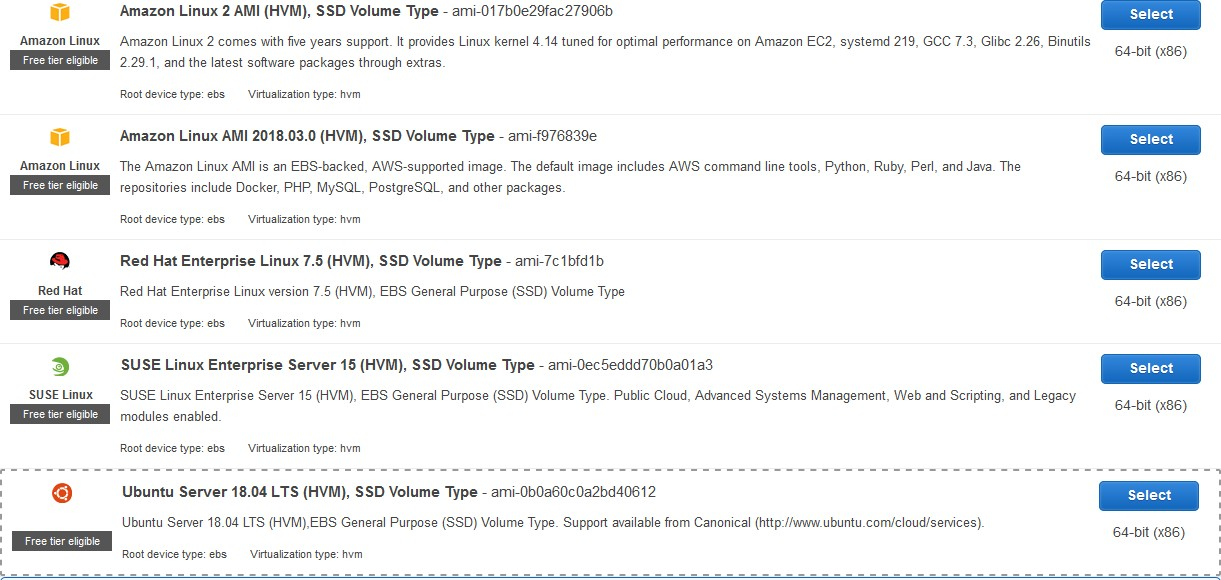 Amazon Linux 2 AMI (HVM), SSD Volume Type - ami-017b0e29fac27906b
Select
Amazon Linux
Free tier eligible
Amazon Linux 2 comes with five years support. It provides Linux kernel 4.14 tuned for optimal performance on Amazon EC2, systemd 219, GCC 7.3, Glibc 2.26, Binutils
2.29.1, and the latest software packages through extras.
64-bit (x86)
Root device type: ebs Virtualization type: hvm
Amazon Linux AMI 2018.03.0 (HVM), SSD Volume Type - ami-f976839e
Select
Amazon Linux
Free tier eligible
The Amazon Linux AMI is an EBS-backed, AWS-supported image. The default image includes AWS command line tools, Python, Ruby, Perl, and Java. The
repositories include Docker, PHP, MySQL, PostgreSQL, and other packages.
64-bit (x86)
Root device type: ebs Virtualization type: hvm
Red Hat Enterprise Linux 7.5 (HVM), SSD Volume Type - ami-7c1bfd1b
Select
Red Hat
Free tier eligible
Red Hat Enterprise Linux version 7.5 (HVM), EBS General Purpose (SSD) Volume Type
64-bit (x86)
Root device type: ebs Virtualization type: hvm
SUSE Linux Enterprise Server 15 (HVM), SSD Volume Type - ami-0ec5eddd70b0a01a3
Select
SUSE Linux
Free tier eligible
SUSE Linux Enterprise Server 15 (HVM), EBS General Purpose (SSD) Volume Type. Public Cloud, Advanced Systems Management, Web and Scripting, and Legacy
modules enabled.
64-bit (x86)
Root device type: ebs Virtualization type: hvm
Ubuntu Server 18.04 LTS (HVM), SSD Volume Type - ami-0b0a60c0a2bd40612
Select
Free tier eligible
Ubuntu Server 18.04 LTS (HVM),EBS General Purpose (SSD) Volume Type. Support available from Canonical (http://www.ubuntu.com/cloud/services).
64-bit (x86)
Root device type: ebs Virtualization type: hvm